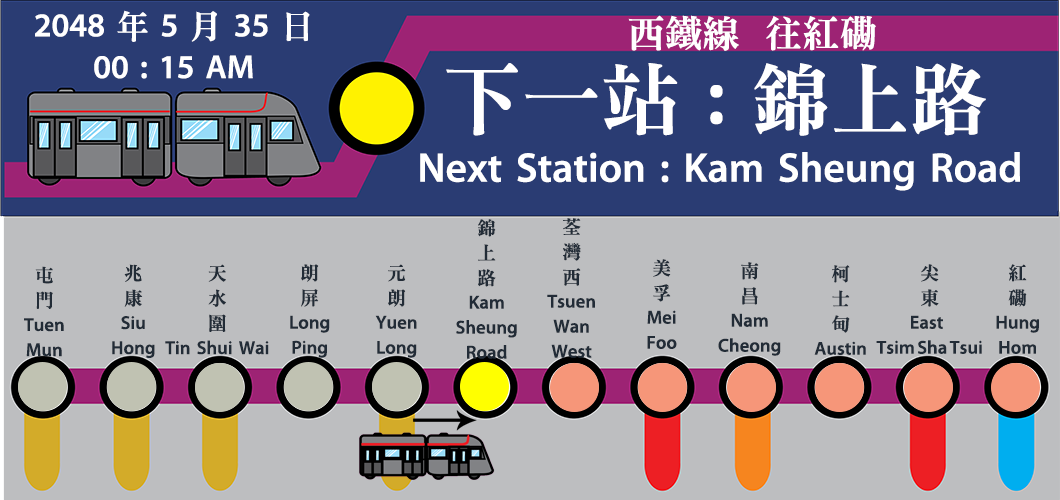 2048 年 5 月 35 日
00 : 15 AM
西鐵線 往紅磡
下一站 : 錦上路
Next Station : Kam Sheung Road
屯門
Tuen
Mun
兆康
Siu
Hong
天水圍
Tin Shui Wai
朗屏
Long
Ping
元朗
Yuen
Long
錦上路
Kam
Sheung
Road
荃灣西
Tsuen
Wan
West
美孚
Mei
Foo
南昌
Nam
Cheong
柯士甸
Austin
尖東
East
Tsim Sha Tsui
紅磡
Hung
Hom